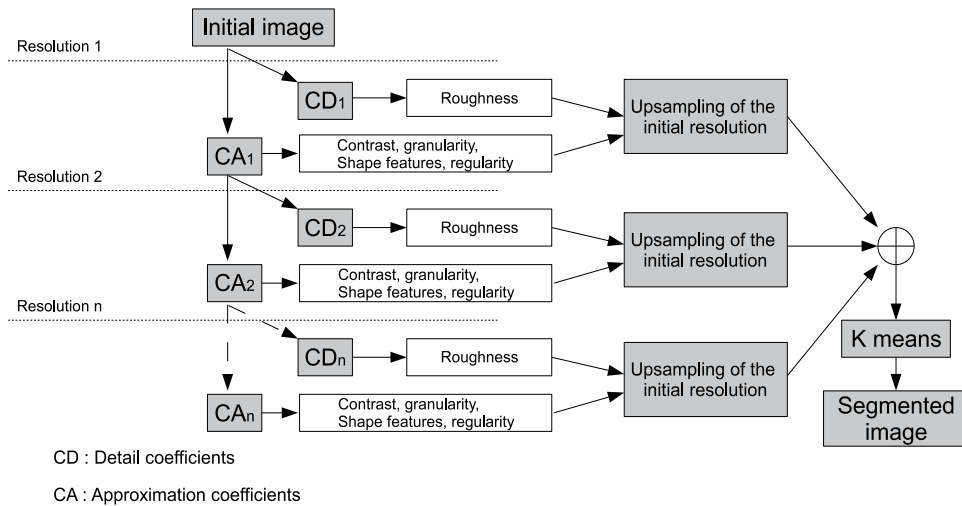 Initial image
Resolution 1
CD1
Roughness
Upsampling of the
initial resolution
CA1
Contrast, granularity,
Shape features, regularity
Resolution 2
CD2
Roughness
Upsampling of the
initial resolution
CA2
Contrast, granularity,
Shape features, regularity
Resolution n
CDn
Roughness
Upsampling of the
initial resolution
CAn
Contrast, granularity,
Shape features, regularity
K means
Segmented
image
CD : Detail coefficients
CA : Approximation coefficients